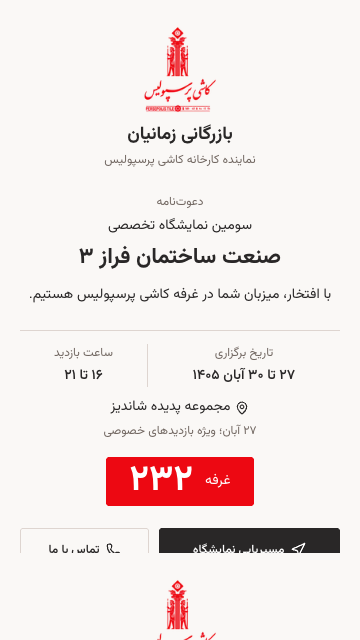 کاشی پرسپولیس
بازرگانی زمانیان
نماینده کارخانه کاشی پرسپولیس
دعوت‌نامه
سومین نمایشگاه تخصصی
صنعت ساختمان فراز ۳
با افتخار، میزبان شما در غرفه کاشی پرسپولیس هستیم.
تاریخ برگزاری
۲۷ تا ۳۰ آبان ۱۴۰۵
ساعت بازدید
۱۶ تا ۲۱
مجموعه پدیده شاندیز
۲۷ آبان؛ ویژه بازدیدهای خصوصی
غرفه ۲۳۲
مسیریابی نمایشگاه
تماس با ما